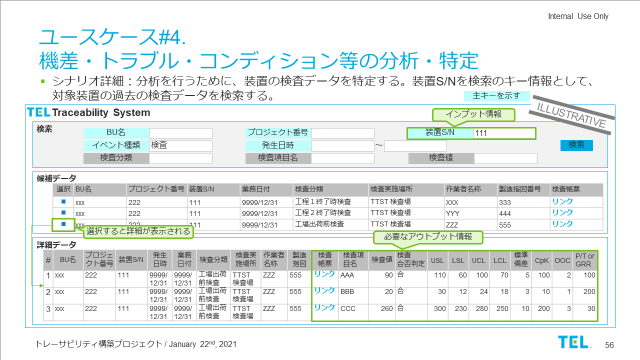 Internal Use Only
ユースケース#4.
機差・トラブル・コンディション等の分析・特定
シナリオ詳細：分析を行うために、装置の検査データを特定する。装置S/Nを検索のキー情報として、
対象装置の過去の検査データを検索する。
主キーを示す
ILLUSTRATIVE
TEL Traceability System
インプット情報
検索
BU名 プロジェクト番号 装置S/N 111
イベント種類 検査 発生日時 ～ 検索
検査分類 検査項目名 検査値
候補データ
選択 BU名 プロジェクト番号 装置S/N 業務日付 検査分類 検査実施場所 作業者名称 製造指図番号 検査帳票
xxx 222 111 9999/12/31 工程１終了時検査 TTST 検査場 XXX 333 リンク
xxx 222 111 9999/12/31 工程２終了時検査 TTST 検査場 YYY 444 リンク
xxx 222 111 9999/12/31 工場出荷前検査 TTST 検査場 ZZZ 555 リンク
選択すると詳細が表示される
必要なアウトプット情報
詳細データ
# BU名 プロジェクト番号 装置S/N 発生日時 業務日付 検査分類 検査実施場所 作業者名称 製造指図 検査帳票 検査項目名 検査値 検査合否判定 USL LSL UCL LCL 標準偏差 CpK OOC P/T or GRR
1 xxx 222 111 9999/12/31 9999/12/31 工場出荷前検査 TTST 検査場 ZZZ 555 リンク AAA 90 合 110 60 100 70 5 100 2 100
2 xxx 222 111 9999/12/31 9999/12/31 工場出荷前検査 TTST 検査場 ZZZ 555 リンク BBB 20 合 30 12 24 18 3 10 1 200
3 xxx 222 111 9999/12/31 9999/12/31 工場出荷前検査 TTST 検査場 ZZZ 555 リンク CCC 260 合 300 230 280 250 10 200 3 30
トレーサビリティ構築プロジェクト / January 22nd, 2021
TEL.
56